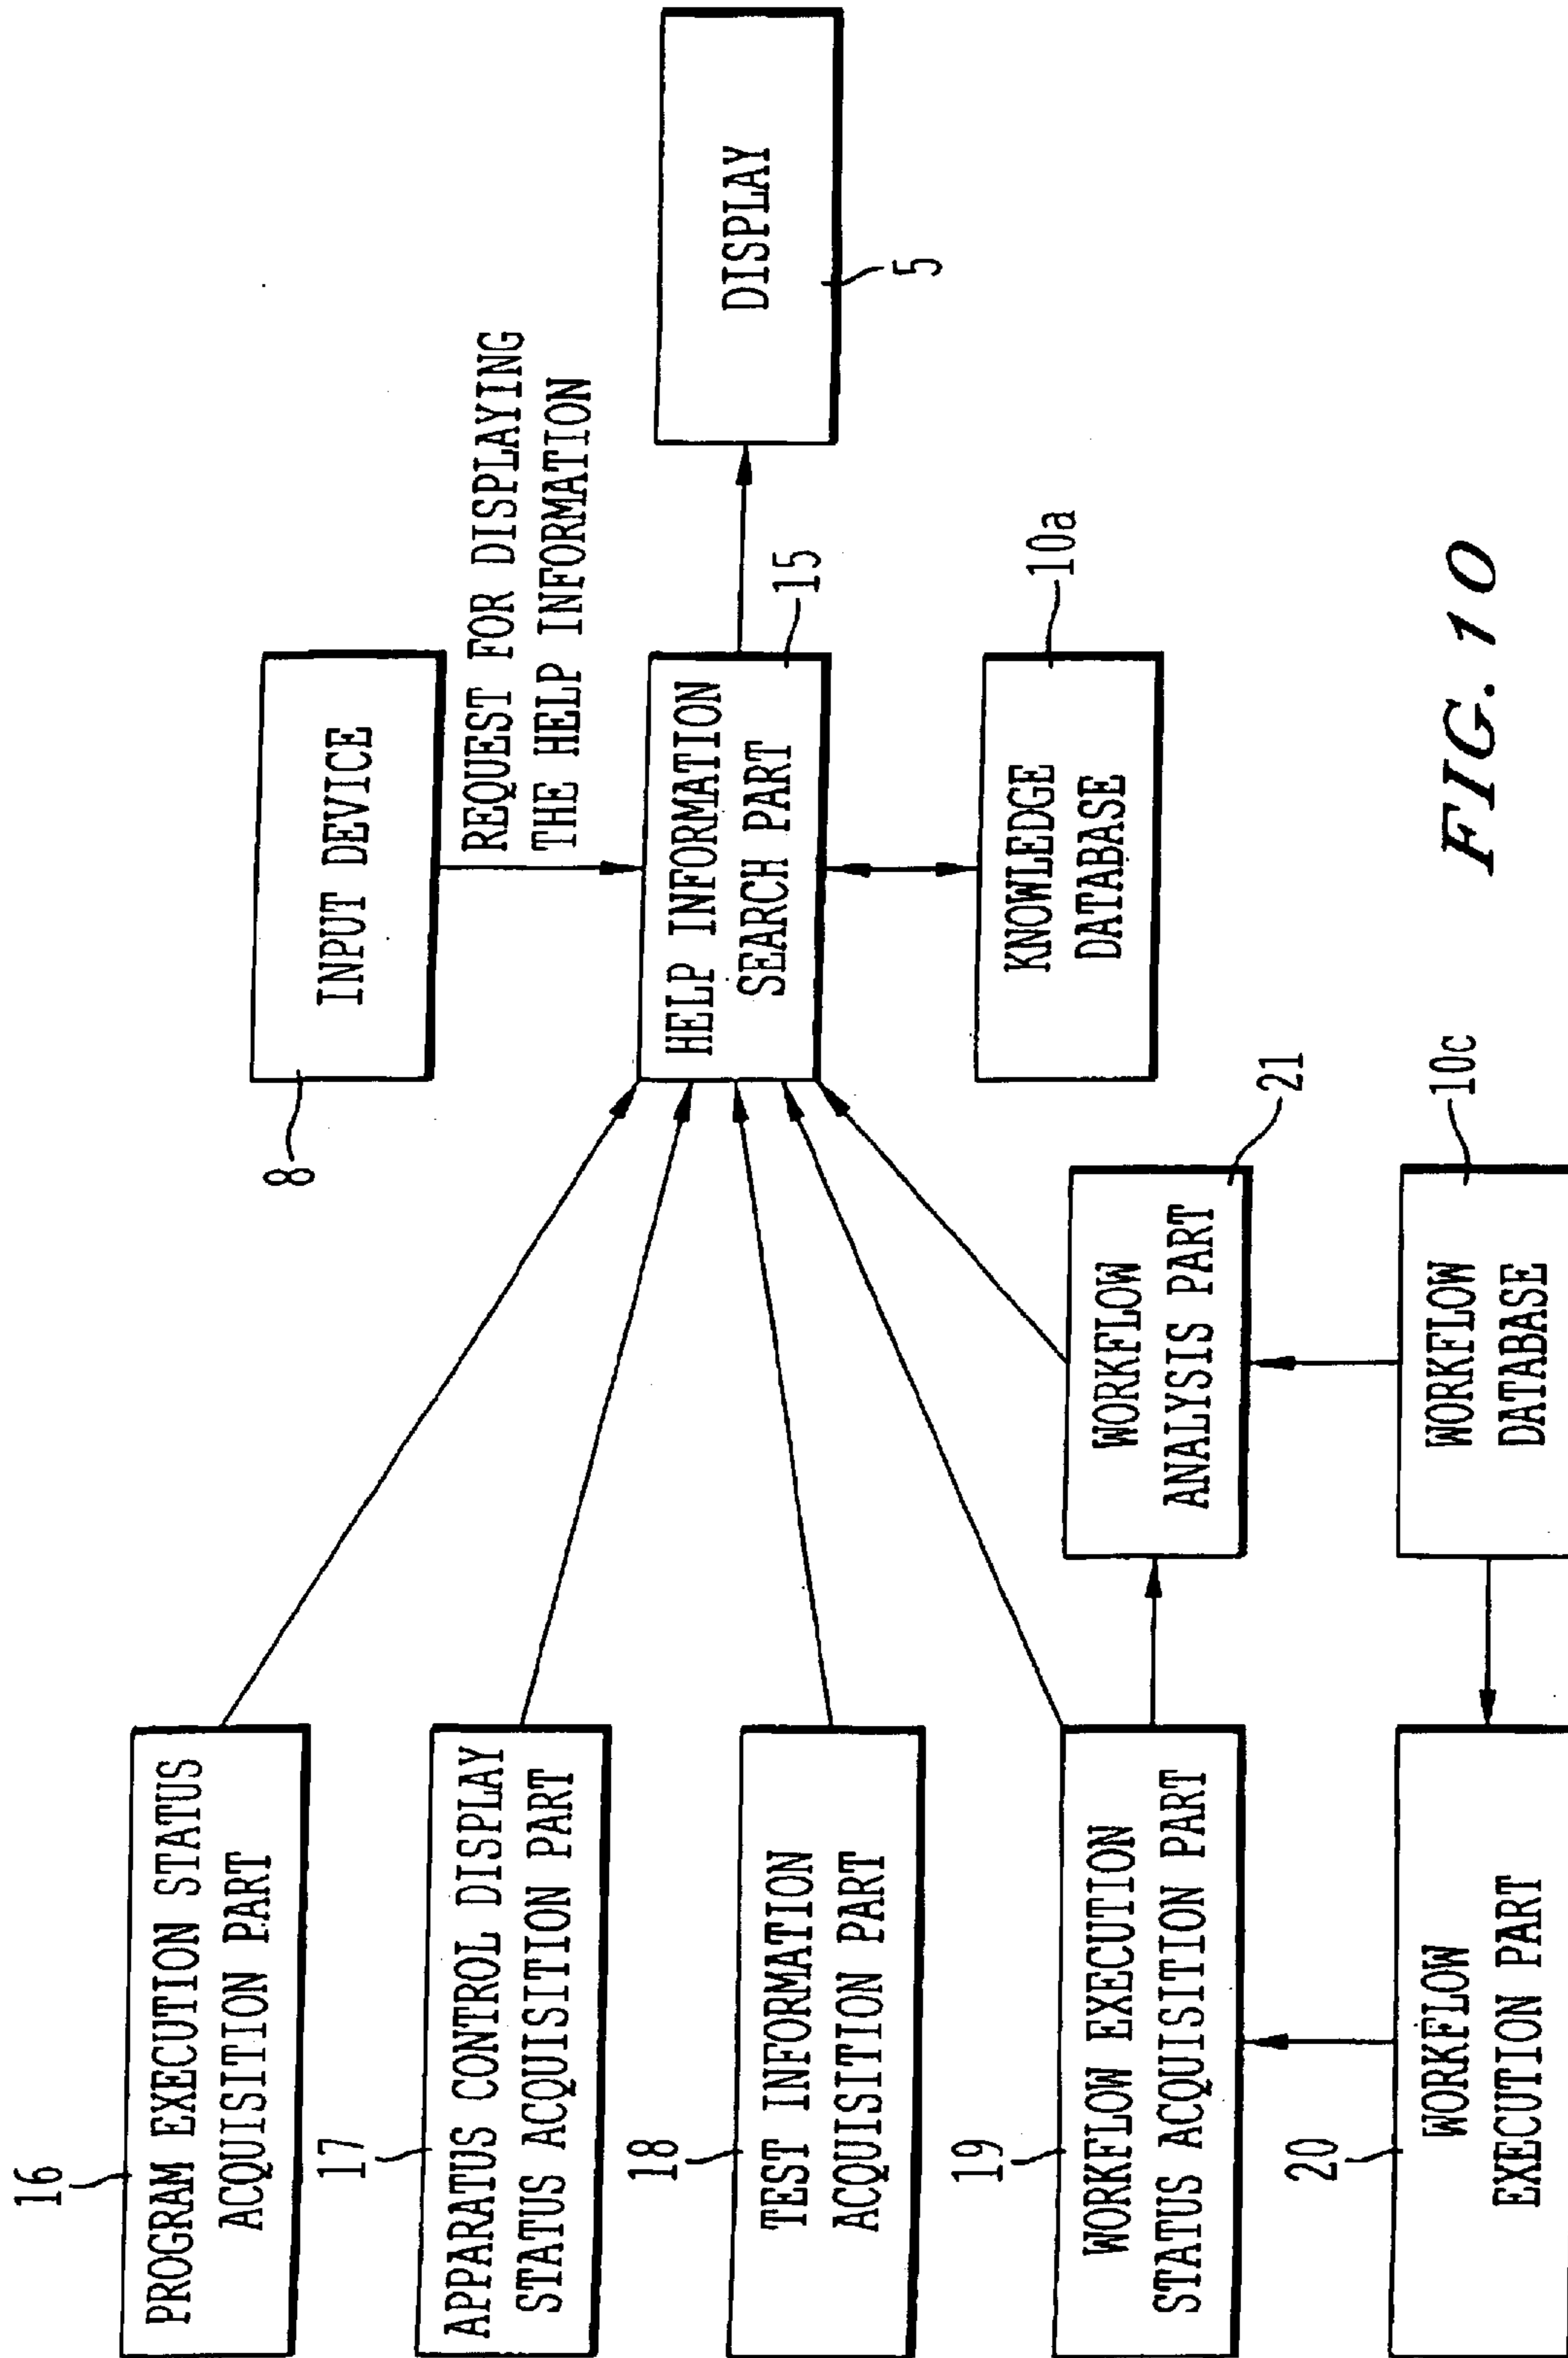 16
PROGRAM EXECUTION STATUS
ACQUISITION PART
17
APPARATUS CONTROL DISPLAY
STATUS ACQUISITION PART
18
TEST INFORMATION
ACQUISITION PART
19
WORKFLOW EXECUTION
STATUS ACQUISITION PART
20
WORKFLOW
EXECUTION PART
WORKFLOW
ANALYSIS PART
21
WORKFLOW
DATABASE
10c
8
INPUT DEVICE
REQUEST FOR DISPLAYING
THE HELP INFORMATION
HELP INFORMATION
SEARCH PART
15
KNOWLEDGE
DATABASE
10a
DISPLAY
5
FIG. 10